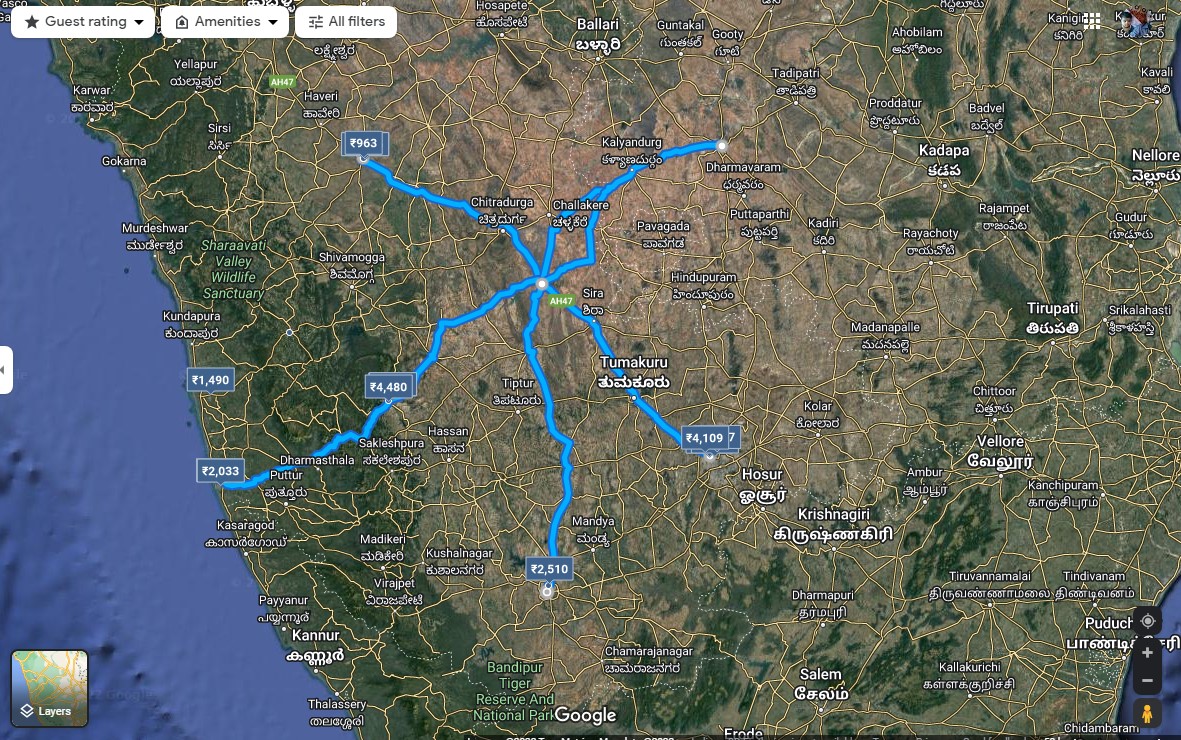 Guest rating
Amenities
All filters
Hosapete
ಹೊಸಪೇಟೆ
Ballari
ಬಳ್ಳಾರಿ
Guntakal
గుంతకల్
Gooty
గూటి
Ahobilam
అహోబిలం
కనిగిరి
Yellapur
ಯಲ್ಲಾಪುರ
AH47
ಲಕ್ಷ್ಮೇಶ್ವರ
Tadipatri
తాడిపత్రి
Kavali
కావలి
Karwar
ಕಾರವಾರ
Haveri
ಹಾವೇರಿ
Proddatur
ప్రొద్దటూరు
Badvel
బద్వేల్
Sirsi
ಸಿರ್ಸಿ
Gokarna
₹963
Kalyandurg
కళ్యాణదుర్గం
Kadapa
కడప
Nellore
నెల్లూరు
Dharmavaram
ధర్మవరం
Chitradurga
ಚಿತ್ರದುರ್ಗ
Challakere
ಚಳ್ಳಕೆರೆ
Puttaparthi
పుట్టపర్తి
Rajampet
రాజంపేట
Gudur
గూడూరు
Murdeshwar
ಮುರ್ಡೇಶ್ವರ
Pavagada
ಪಾವಗಡ
Kadiri
కదిరి
Rayachoty
రాయచోటి
Sharaavati
Valley
Wildlife
Sanctuary
Shivamogga
ಶಿವಮೊಗ್ಗ
Hindupuram
హిందూపురం
AH47
Sira
ಶಿರಾ
Kundapura
ಕುಂದಾಪುರ
Tirupati
తిరుపతి
Srikalahasti
శ్రీకాళహస్తి
Madanapalle
మదనపల్లె
Tumakuru
ತುಮಕೂರು
₹1,490
₹4,480
Tiptur
ತಿಪಟೂರು
Chittoor
చిత్తూరు
Kolar
ಕೋಲಾರ
Hassan
ಹಾಸನ
Sakleshpura
ಸಕಲೇಶಪುರ
₹4,109
7
Vellore
வேலூர்
₹2,033
Dharmasthala
Puttur
ಪುತ್ತೂರು
Hosur
ஓசூர்
Ambur
ஆம்பூர்
Kanchipuram
காஞ்சிபுரம்
Kasaragod
കാസർഗോഡ്
Mandya
ಮಂಡ್ಯ
Krishnagiri
கிருஷ்ணகிரி
Madikeri
ಮಡಿಕೇರಿ
Kushalnagar
ಕುಶಾಲನಗರ
₹2,510
Virajpet
ವಿರಾಜಪೇಟೆ
Tiruvannamalai
திருவண்ணாமலை
Tindivanam
திண்டிவனம்
Payyanur
പയ്യന്നൂര്‍
Dharmapuri
தர்மபுரி
Kannur
കണ്ണൂർ
Chamarajanagar
ಚಾಮರಾಜನಗರ
Bandipur
Tiger
Reserve And
National Park
Salem
சேலம்
Kallakurichi
கள்ளக்குறிச்சி
Thalassery
തലശ്ശേരി
Layers
Google
Erode
Chidambaram